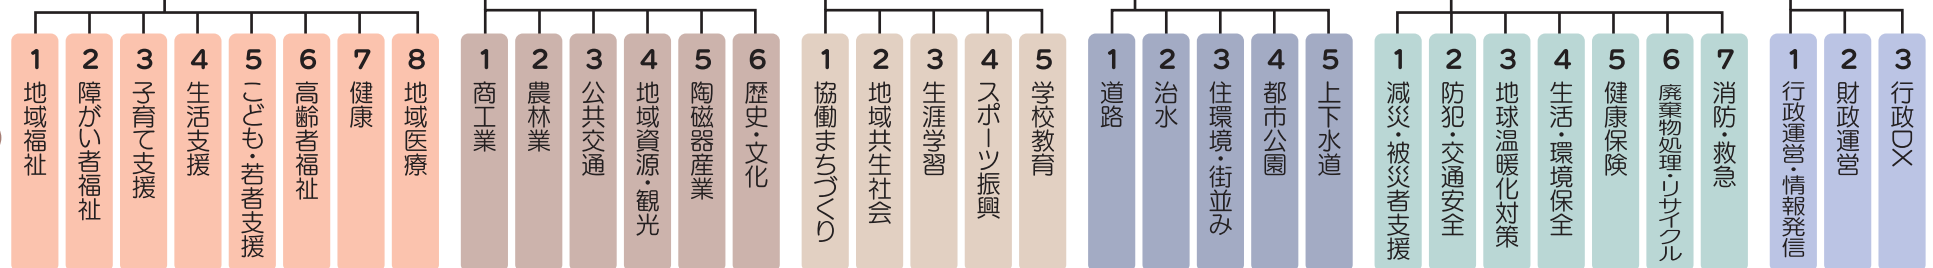 1 地域福祉
2 障がい者福祉
3 子育て支援
4 生活支援
5 こども・若者支援
6 高齢者福祉
7 健康
8 地域医療
1 商工業
2 農林業
3 公共交通
4 地域資源・観光
5 陶磁器産業
6 歴史・文化
1 協働まちづくり
2 地域共生社会
3 生涯学習
4 スポーツ振興
5 学校教育
1 道路
2 治水
3 住環境・街並み
4 都市公園
5 上下水道
1 減災・被災者支援
2 防犯・交通安全
3 地球温暖化対策
4 生活・環境保全
5 健康保険
6 廃棄物処理・リサイクル
7 消防・救急
1 行政運営・情報発信
2 財政運営
3 行政DX